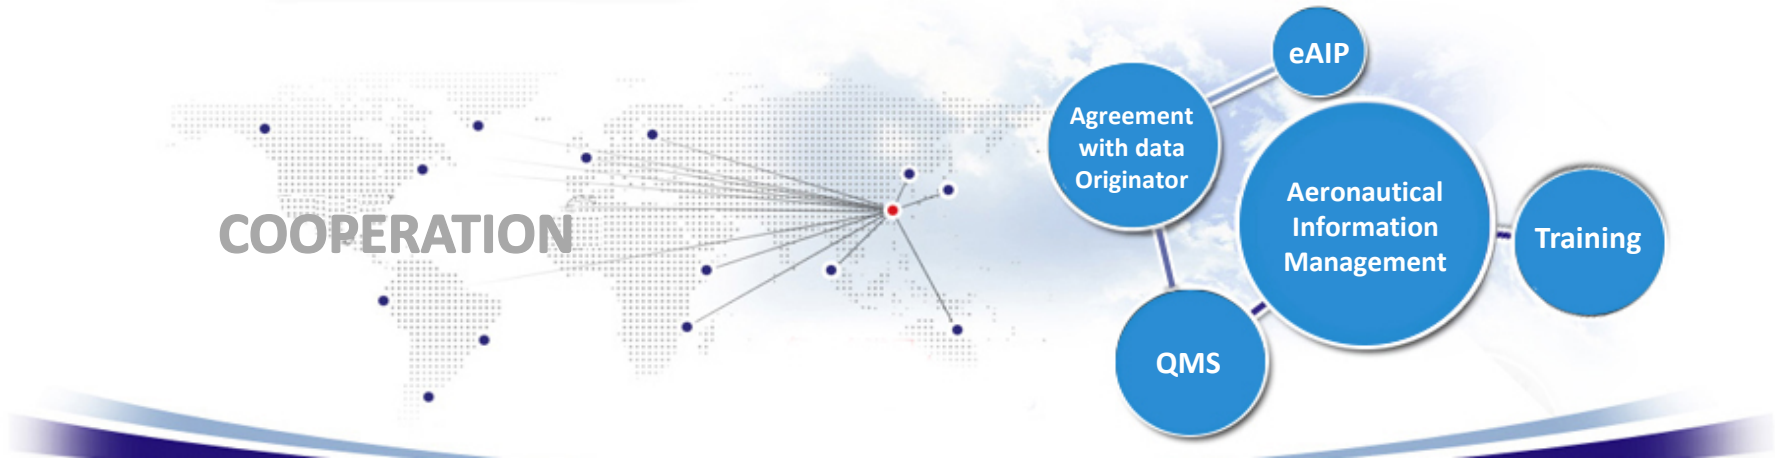 COOPERATION
eAIP
Agreement
with data
Originator
Aeronautical
Information
Management
Training
QMS